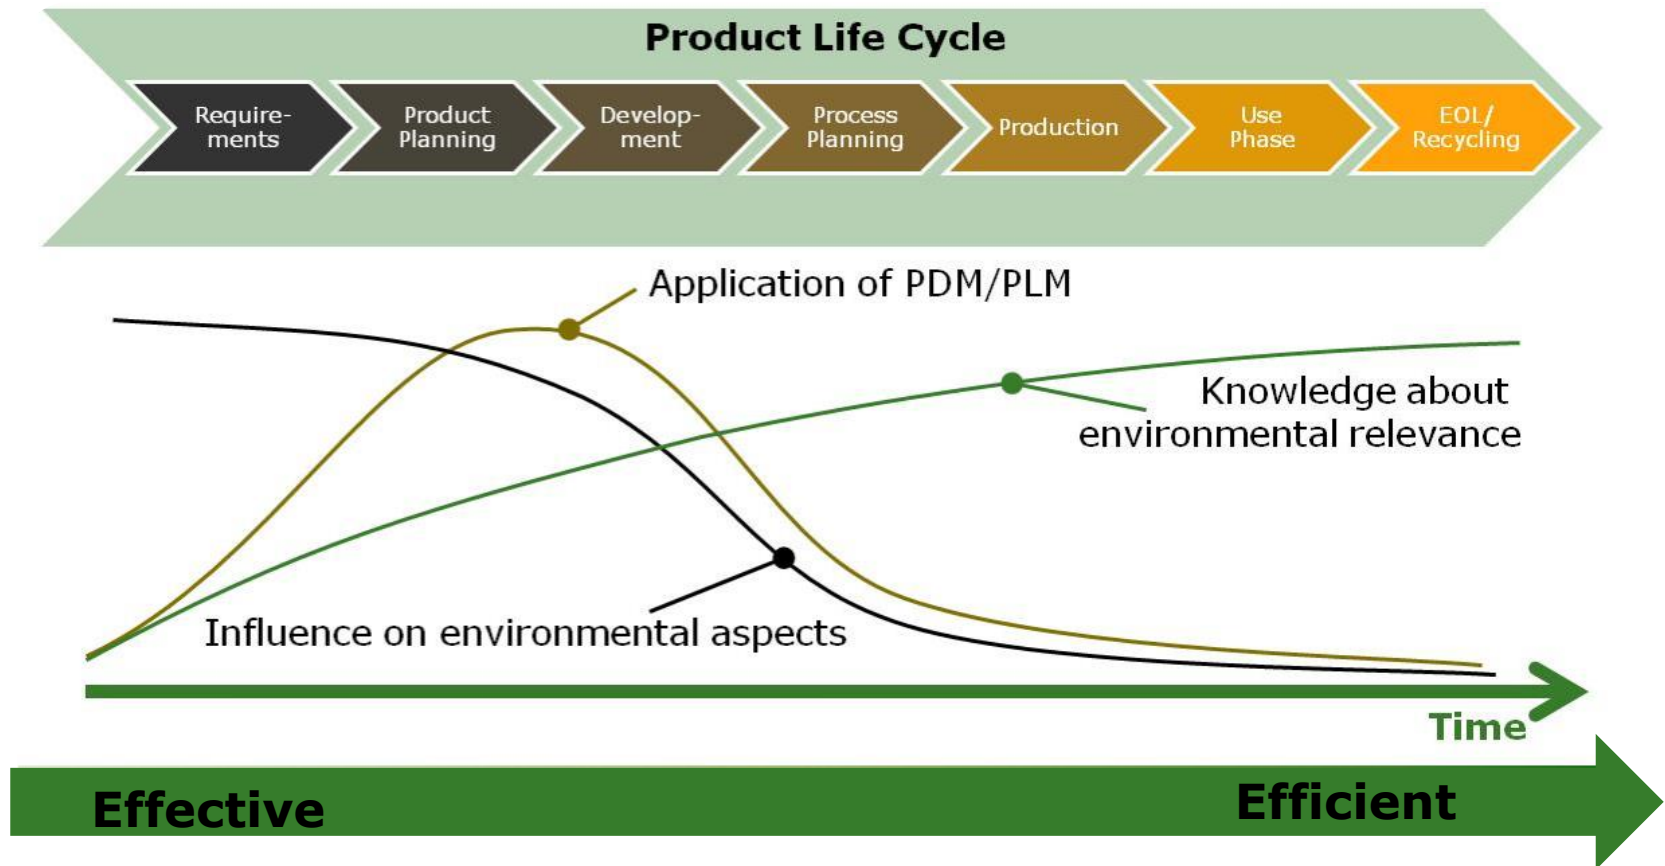 Product Life Cycle
Require-
ments
Product
Planning
Develop-
ment
Process
Planning
Production
Use
Phase
EOL/
Recycling
Application of PDM/PLM
Knowledge about
environmental relevance
Influence on environmental aspects
Time
Effective
Efficient